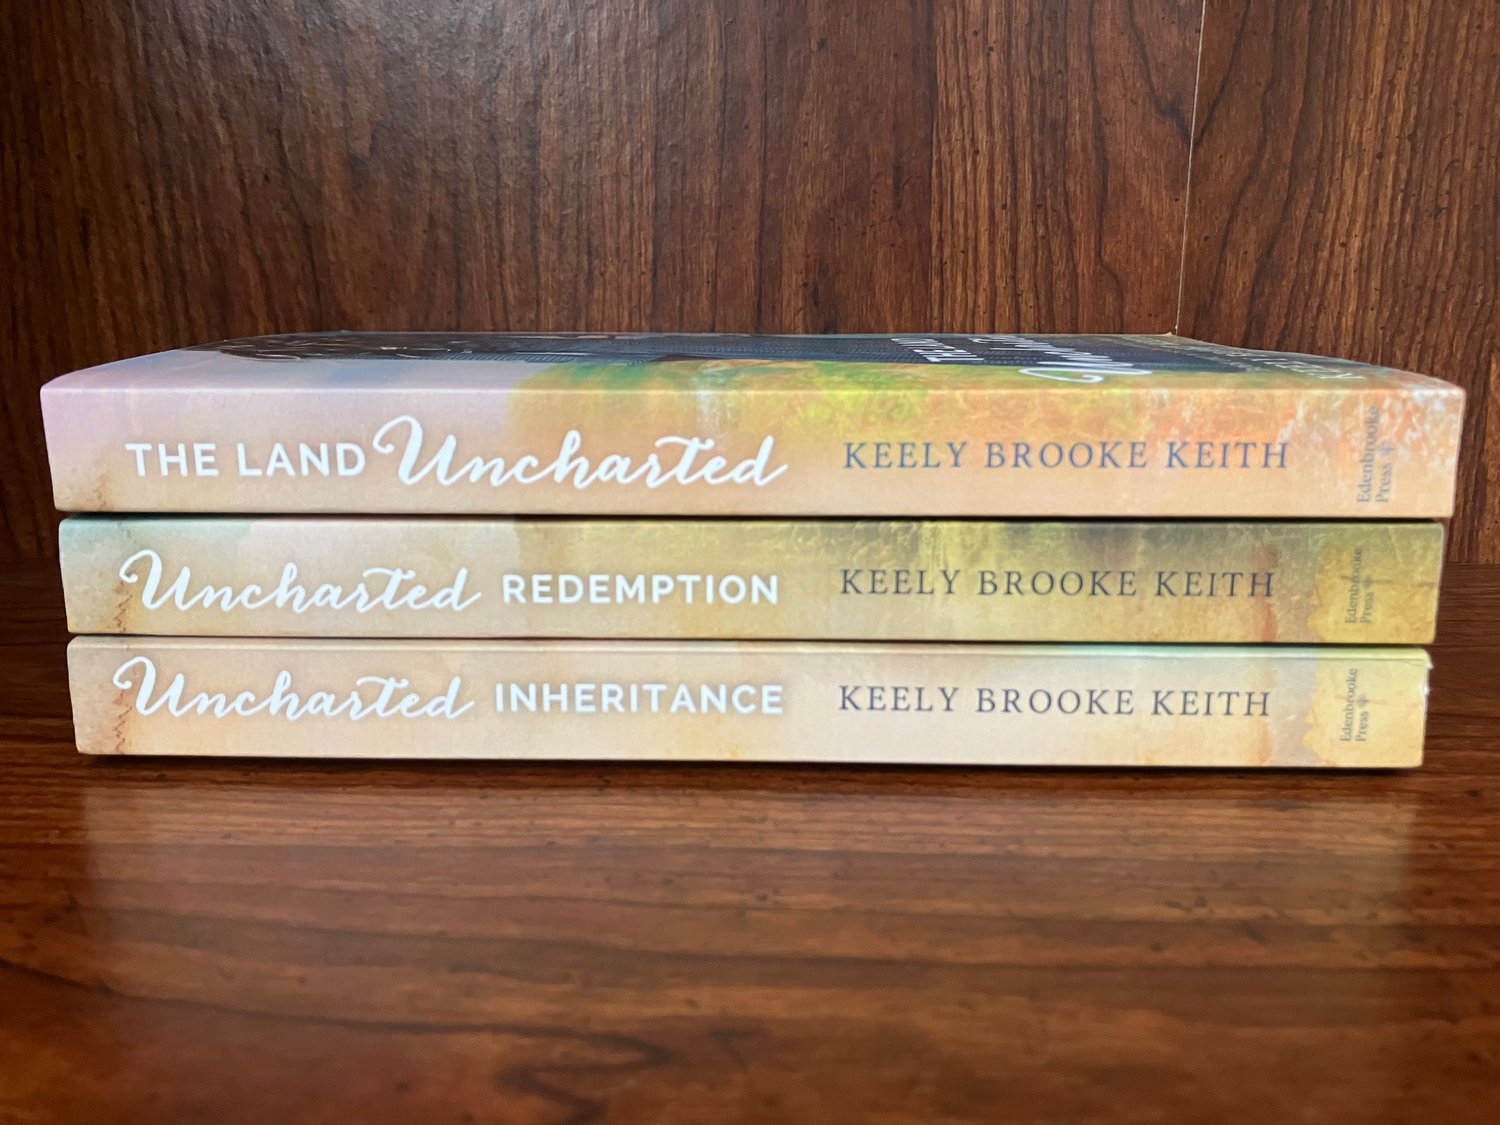 THE LAND Uncharted KEELY BROOKE KEITH Edenbrooke
Press
Uncharted REDEMPTION KEELY BROOKE KEITH Edenbrooke
Press
Uncharted INHERITANCE KEELY BROOKE KEITH Edenbrooke
Press